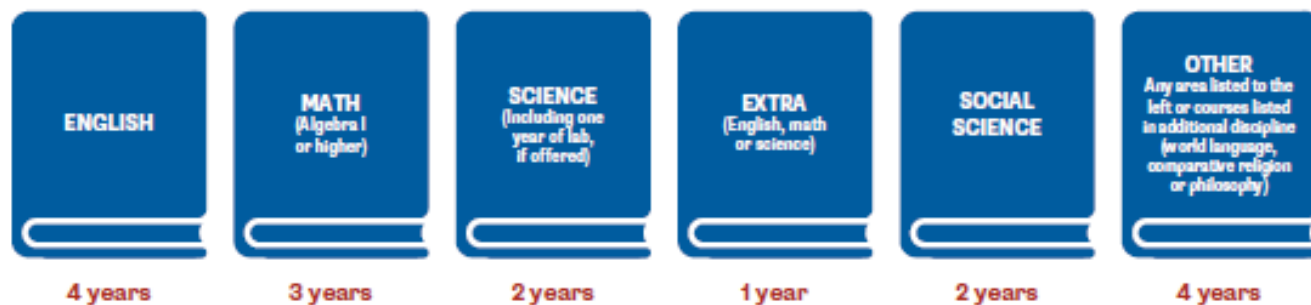 ENGLISH
4 years
MATH
(Algebra I
or higher)
3 years
SCIENCE
(Including one
year of lab,
if offered)
2 years
EXTRA
(English, math
or science)
1 year
SOCIAL
SCIENCE
2 years
OTHER
Any area listed to the
left or courses listed
in additional discipline
(world language,
comparative religion
or philosophy)
4 years